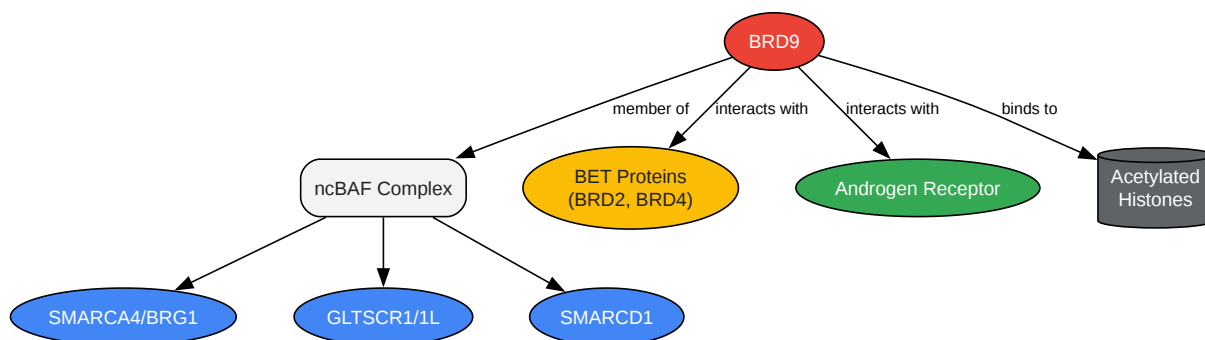 BRD9
member of
interacts with
interacts with
binds to
ncBAF Complex
BET Proteins
(BRD2, BRD4)
Androgen Receptor
Acetylated
Histones
SMARCA4/BRG1
GLTSCR1/1L
SMARCD1